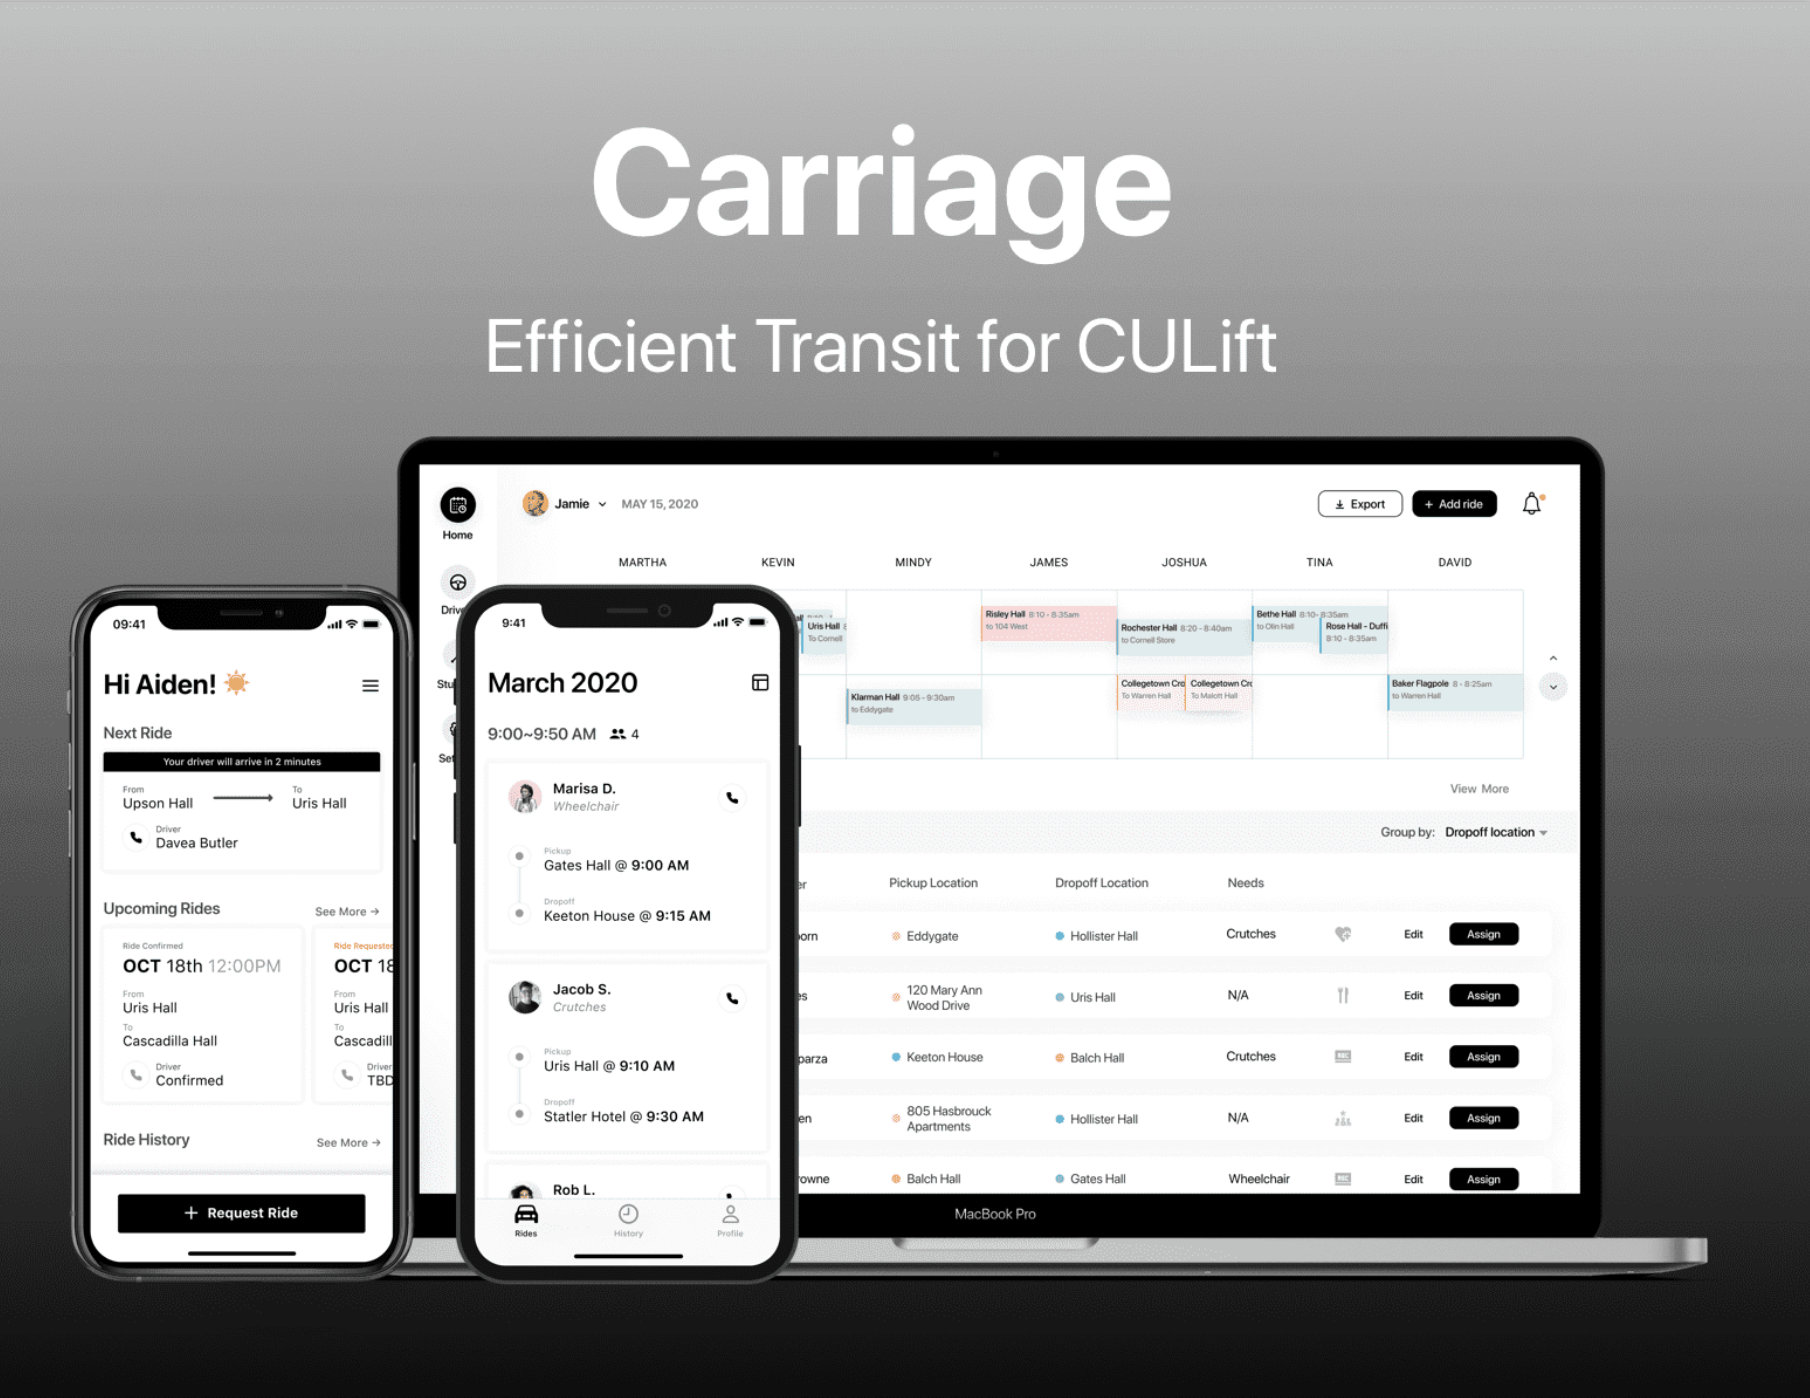 Carriage
Efficient Transit for CULift
09:41
Hi Aiden!
Next Ride
Your driver will arrive in 2 minutes
From
To
Upson Hall
Uris Hall
Driver
Davea Butler
Upcoming Rides
See More →
Ride Confirmed
OCT 18th 12:00PM
From
Uris Hall
To
Cascadilla Hall
Driver
Confirmed
Ride Requested
OCT 18
From
Uris Hall
To
Cascadill
Driver
TBD
Ride History
See More →
+ Request Ride
9:41
March 2020
9:00~9:50 AM 4
Marisa D.
Wheelchair
Pickup
Gates Hall @ 9:00 AM
Dropoff
Keeton House @ 9:15 AM
Jacob S.
Crutches
Pickup
Uris Hall @ 9:10 AM
Dropoff
Statler Hotel @ 9:30 AM
Rob L.
Rides
History
Profile
Home
Drive
Stu
Set
Jamie
MAY 15, 2020
Export
+ Add ride
MARTHA
KEVIN
MINDY
JAMES
JOSHUA
TINA
DAVID
Uris Hall 8
To Cornell
Klarman Hall 9:05 - 9:30am
to Eddygate
Risley Hall 8:10 - 8:35am
to 104 West
Rochester Hall 8:20 - 8:40am
to Cornell Store
Collegetown Cro
To Warren Hall
Collegetown Cro
To Malott Hall
Bethe Hall 8:10- 8:35am
to Olin Hall
Rose Hall - Duffi
8:10 - 8:35am
Baker Flagpole 8 - 8:25am
to Warren Hall
View More
Group by: Dropoff location
er
Pickup Location
Dropoff Location
Needs
orn
Eddygate
Hollister Hall
Crutches
Edit
Assign
es
120 Mary Ann
Wood Drive
Uris Hall
N/A
Edit
Assign
parza
Keeton House
Balch Hall
Crutches
Edit
Assign
en
805 Hasbrouck
Apartments
Hollister Hall
N/A
Edit
Assign
rowne
Balch Hall
Gates Hall
Wheelchair
Edit
Assign
MacBook Pro